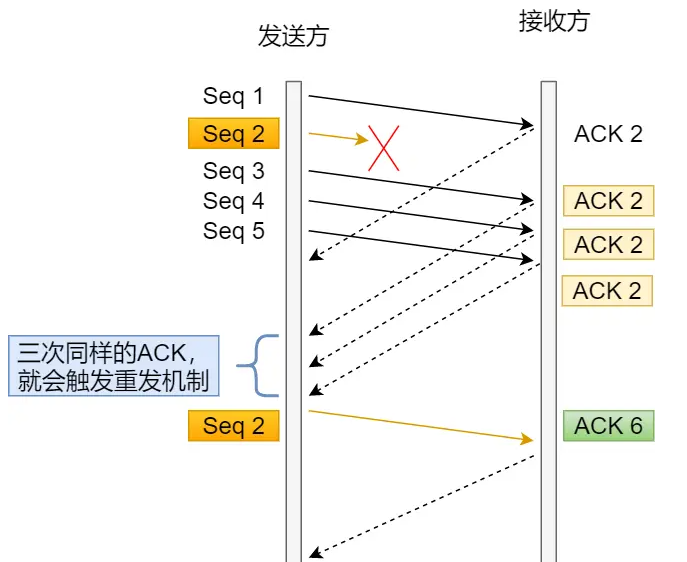 发送方
接收方
Seq 1
Seq 2
ACK 2
Seq 3
Seq 4
ACK 2
Seq 5
ACK 2
ACK 2
三次同样的ACK，
就会触发重发机制
Seq 2
ACK 6